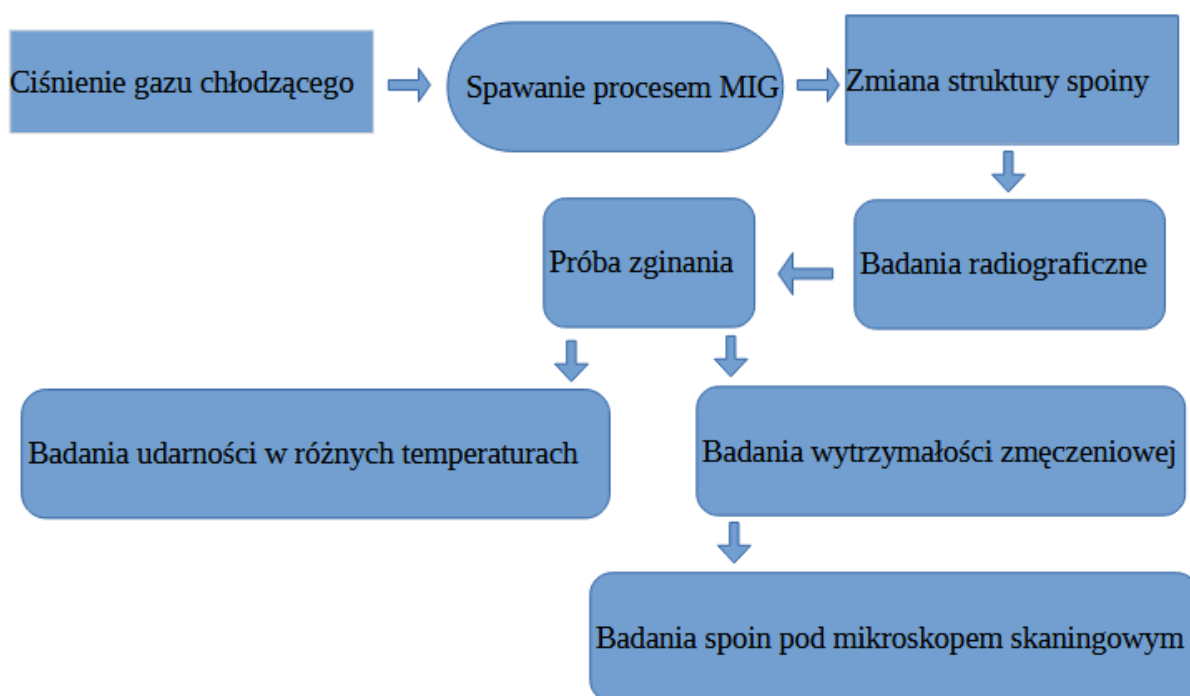 Ciśnienie gazu chłodzącego
Spawanie procesem MIG
Zmiana struktury spoiny
Próba zginania
Badania radiograficzne
Badania udarności w różnych temperaturach
Badania wytrzymałości zmęczeniowej
Badania spoin pod mikroskopem skaningowym